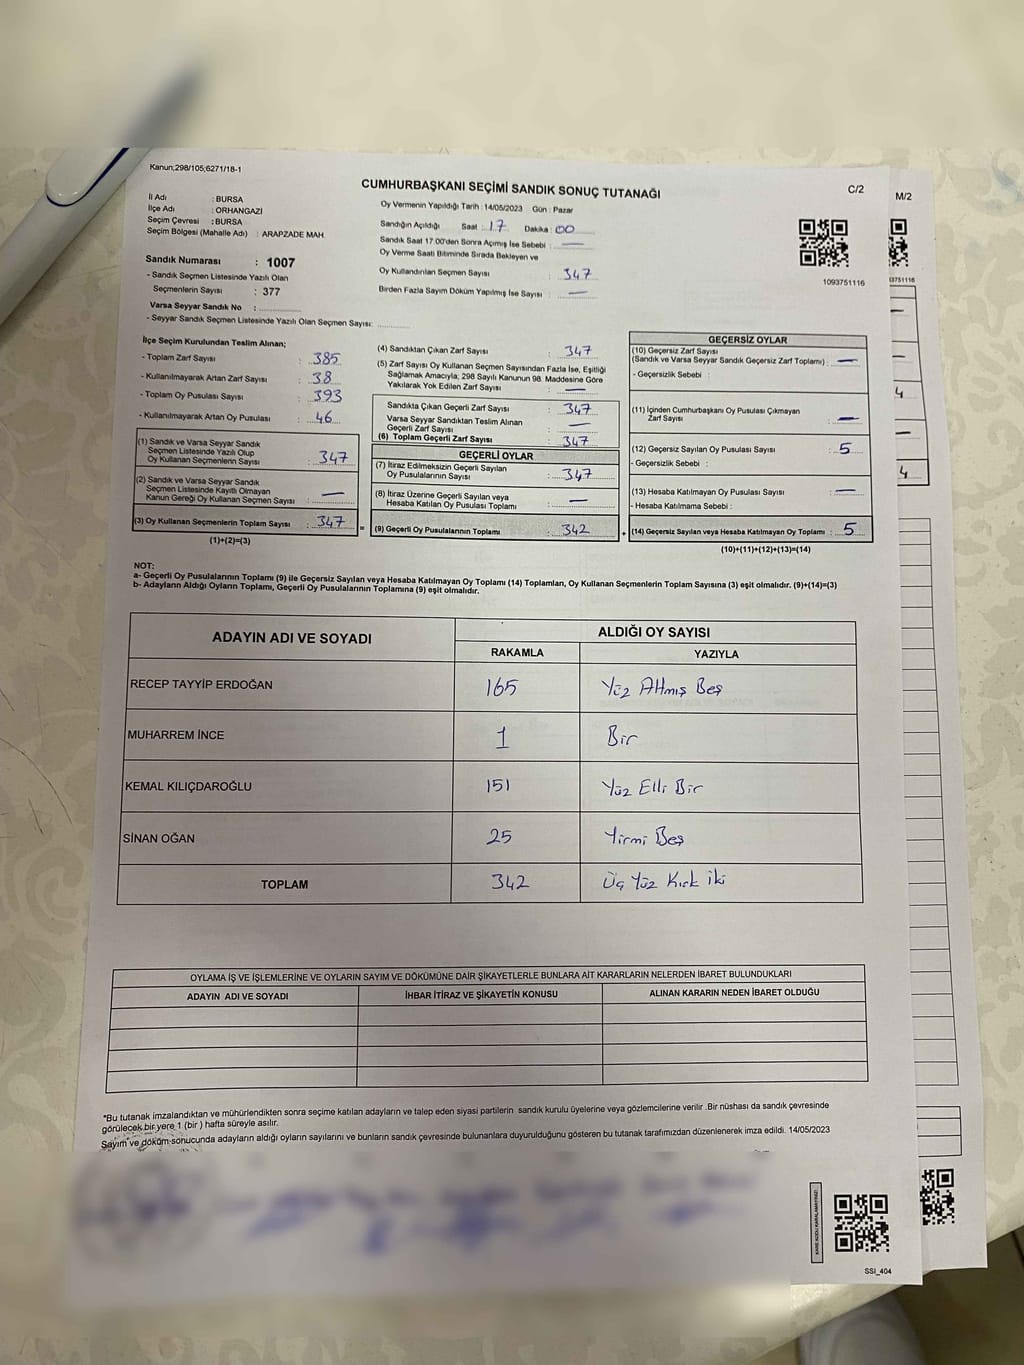 Kanun;298/105;6271/18-1
CUMHURBAŞKANI SEÇİMİ SANDIK SONUÇ TUTANAĞI
C/2
M/2
İl Adı : BURSA
İlçe Adı : ORHANGAZİ
Seçim Çevresi : BURSA
Seçim Bölgesi (Mahalle Adı) : ARAPZADE MAH.
Sandık Numarası : 1007
- Sandık Seçmen Listesinde Yazılı Olan
Seçmenlerin Sayısı : 377
Varsa Seyyar Sandık No :
- Seyyar Sandık Seçmen Listesinde Yazılı Olan Seçmen Sayısı:
Oy Vermenin Yapıldığı Tarih : 14/05/2023 Gün : Pazar
Sandığın Açıldığı Saat : 17 Dakika : 00
Sandık Saat 17.00'den Sonra Açımış İse Sebebi : —
Oy Verme Saati Bitiminde Sırada Bekleyen ve
Oy Kullandırılan Seçmen Sayısı : 347
Birden Fazla Sayım Döküm Yapılmış İse Sayısı : —
1093751116
93751116
İlçe Seçim Kurulundan Teslim Alınan;
- Toplam Zarf Sayısı : 385
- Kullanılmayarak Artan Zarf Sayısı : 38
- Toplam Oy Pusulası Sayısı : 393
- Kullanılmayarak Artan Oy Pusulası : 46
(1) Sandık ve Varsa Seyyar Sandık
Seçmen Listesinde Yazılı Olup
Oy Kullanan Seçmenlerin Sayısı : 347
(2) Sandık ve Varsa Seyyar Sandık
Seçmen Listesinde Kayıtlı Olmayan
Kanun Gereği Oy Kullanan Seçmen Sayısı : —
(3) Oy Kullanan Seçmenlerin Toplam Sayısı : 347 =
(1)+(2)=(3)
(4) Sandıktan Çıkan Zarf Sayısı : 347
(5) Zarf Sayısı Oy Kullanan Seçmen Sayısından Fazla İse, Eşitliği
Sağlamak Amacıyla; 298 Sayılı Kanunun 98. Maddesine Göre
Yakılarak Yok Edilen Zarf Sayısı : —
Sandıkta Çıkan Geçerli Zarf Sayısı : 347
Varsa Seyyar Sandıktan Teslim Alınan
Geçerli Zarf Sayısı : —
(6) Toplam Geçerli Zarf Sayısı : 347
GEÇERLİ OYLAR
(7) İtiraz Edilmeksizin Geçerli Sayılan
Oy Pusulalarının Sayısı : 347
(8) İtiraz Üzerine Geçerli Sayılan veya
Hesaba Katılan Oy Pusulası Toplamı : —
(9) Geçerli Oy Pusulalarının Toplamı : 342 +
GEÇERSİZ OYLAR
(10) Geçersiz Zarf Sayısı
(Sandık ve Varsa Seyyar Sandık Geçersiz Zarf Toplamı) : —
- Geçersizlik Sebebi :
(11) İçinden Cumhurbaşkanı Oy Pusulası Çıkmayan
Zarf Sayısı : —
(12) Geçersiz Sayılan Oy Pusulası Sayısı : 5
- Geçersizlik Sebebi :
(13) Hesaba Katılmayan Oy Pusulası Sayısı : —
- Hesaba Katılmama Sebebi :
(14) Geçersiz Sayılan veya Hesaba Katılmayan Oy Toplamı : 5
(10)+(11)+(12)+(13)=(14)
4
4
NOT:
a- Geçerli Oy Pusulalarının Toplamı (9) ile Geçersiz Sayılan veya Hesaba Katılmayan Oy Toplamı (14) Toplamları, Oy Kullanan Seçmenlerin Toplam Sayısına (3) eşit olmalıdır. (9)+(14)=(3)
b- Adayların Aldığı Oyların Toplamı, Geçerli Oy Pusulalarının Toplamına (9) eşit olmalıdır.
ADAYIN ADI VE SOYADI
ALDIĞI OY SAYISI
RAKAMLA YAZIYLA
RECEP TAYYİP ERDOĞAN 165 Yüz Altmış Beş
MUHARREM İNCE 1 Bir
KEMAL KILIÇDAROĞLU 151 Yüz Elli Bir
SİNAN OĞAN 25 Yirmi Beş
TOPLAM 342 Üç Yüz Kırk İki
OYLAMA İŞ VE İŞLEMLERİNE VE OYLARIN SAYIM VE DÖKÜMÜNE DAİR ŞİKAYETLERLE BUNLARA AİT KARARLARIN NELERDEN İBARET BULUNDUKLARI
ADAYIN ADI VE SOYADI İHBAR İTİRAZ VE ŞİKAYETİN KONUSU ALINAN KARARIN NEDEN İBARET OLDUĞU
*Bu tutanak imzalandıktan ve mühürlendikten sonra seçime katılan adayların ve talep eden siyasi partilerin sandık kurulu üyelerine veya gözlemcilerine verilir .Bir nüshası da sandık çevresinde
görülecek bir yere 1 (bir ) hafta süreyle asılır.
Sayım ve döküm sonucunda adayların aldığı oyların sayılarını ve bunların sandık çevresinde bulunanlara duyurulduğunu gösteren bu tutanak tarafımızdan düzenlenerek imza edildi. 14/05/2023
SSI_404